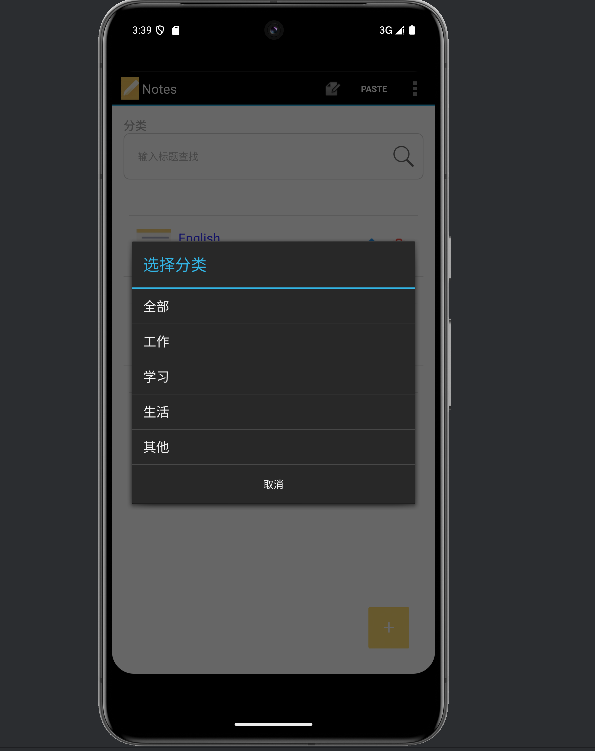 3:39
3G
Notes
PASTE
分类
输入标题查找
English
选择分类
全部
工作
学习
生活
其他
取消
+